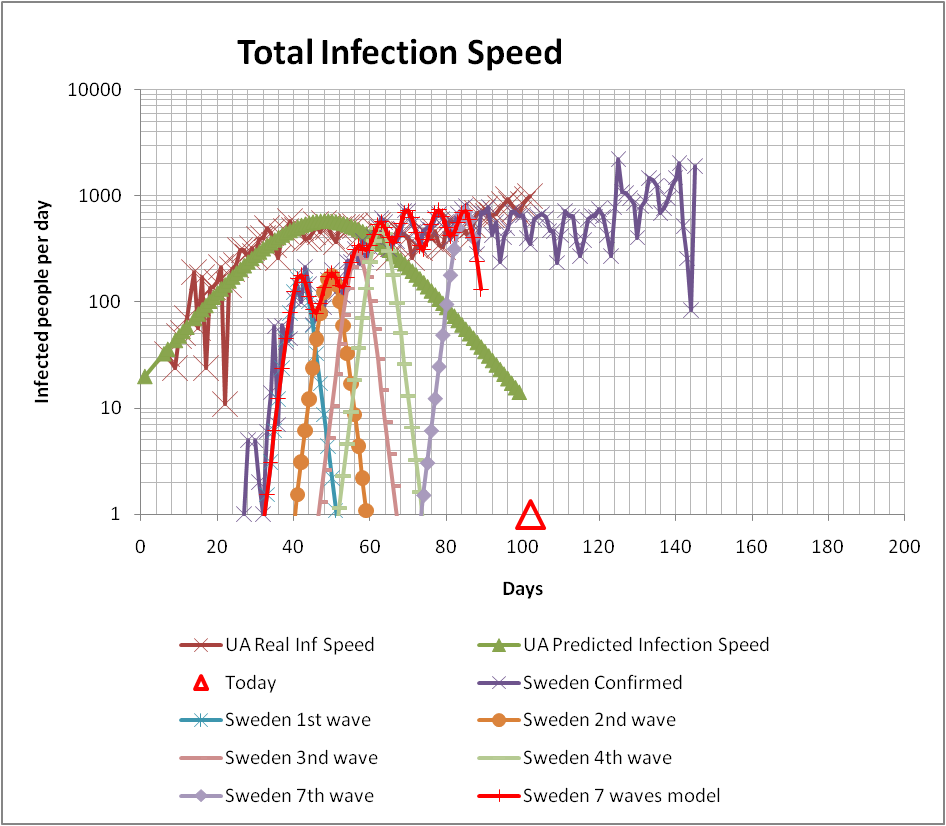 Total Infection Speed
10000
1000
100
10
1
Infected people per day
0 20 40 60 80 100 120 140 160 180 200
Days
UA Real Inf Speed UA Predicted Infection Speed
Today Sweden Confirmed
Sweden 1st wave Sweden 2nd wave
Sweden 3nd wave Sweden 4th wave
Sweden 7th wave Sweden 7 waves model